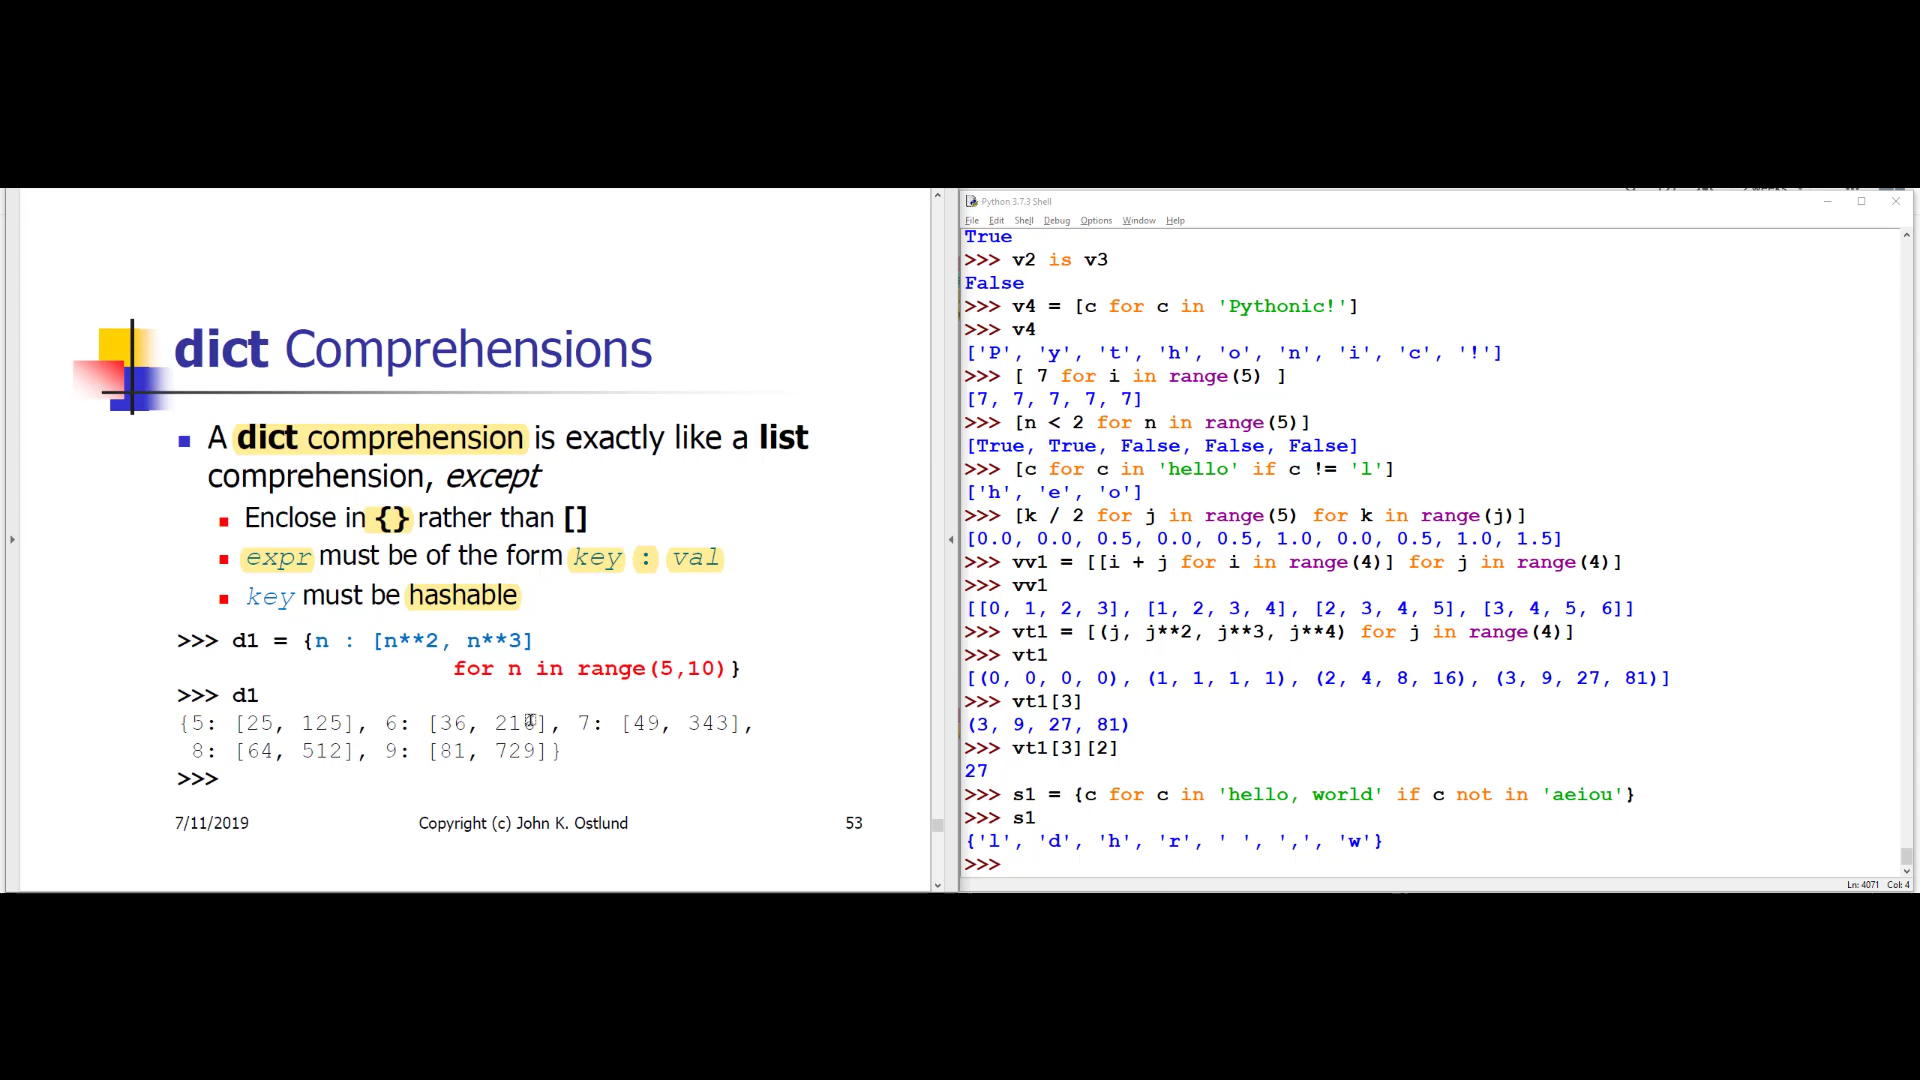 dict Comprehensions
A dict comprehension is exactly like a list
comprehension, except
Enclose in {} rather than []
expr must be of the form key : val
key must be hashable
>>> d1 = {n : [n**2, n**3]
for n in range(5,10)}
>>> d1
{5: [25, 125], 6: [36, 216], 7: [49, 343],
8: [64, 512], 9: [81, 729]}
>>>
7/11/2019
Copyright (c) John K. Ostlund
53
Python 3.7.3 Shell
File Edit Shell Debug Options Window Help
True
>>> v2 is v3
False
>>> v4 = [c for c in 'Pythonic!']
>>> v4
['P', 'y', 't', 'h', 'o', 'n', 'i', 'c', '!']
>>> [ 7 for i in range(5) ]
[7, 7, 7, 7, 7]
>>> [n < 2 for n in range(5)]
[True, True, False, False, False]
>>> [c for c in 'hello' if c != 'l']
['h', 'e', 'o']
>>> [k / 2 for j in range(5) for k in range(j)]
[0.0, 0.0, 0.5, 0.0, 0.5, 1.0, 0.0, 0.5, 1.0, 1.5]
>>> vv1 = [[i + j for i in range(4)] for j in range(4)]
>>> vv1
[[0, 1, 2, 3], [1, 2, 3, 4], [2, 3, 4, 5], [3, 4, 5, 6]]
>>> vt1 = [(j, j**2, j**3, j**4) for j in range(4)]
>>> vt1
[(0, 0, 0, 0), (1, 1, 1, 1), (2, 4, 8, 16), (3, 9, 27, 81)]
>>> vt1[3]
(3, 9, 27, 81)
>>> vt1[3][2]
27
>>> s1 = {c for c in 'hello, world' if c not in 'aeiou'}
>>> s1
{'l', 'd', 'h', 'r', ' ', ',', 'w'}
>>>
Ln: 4071 Col: 4